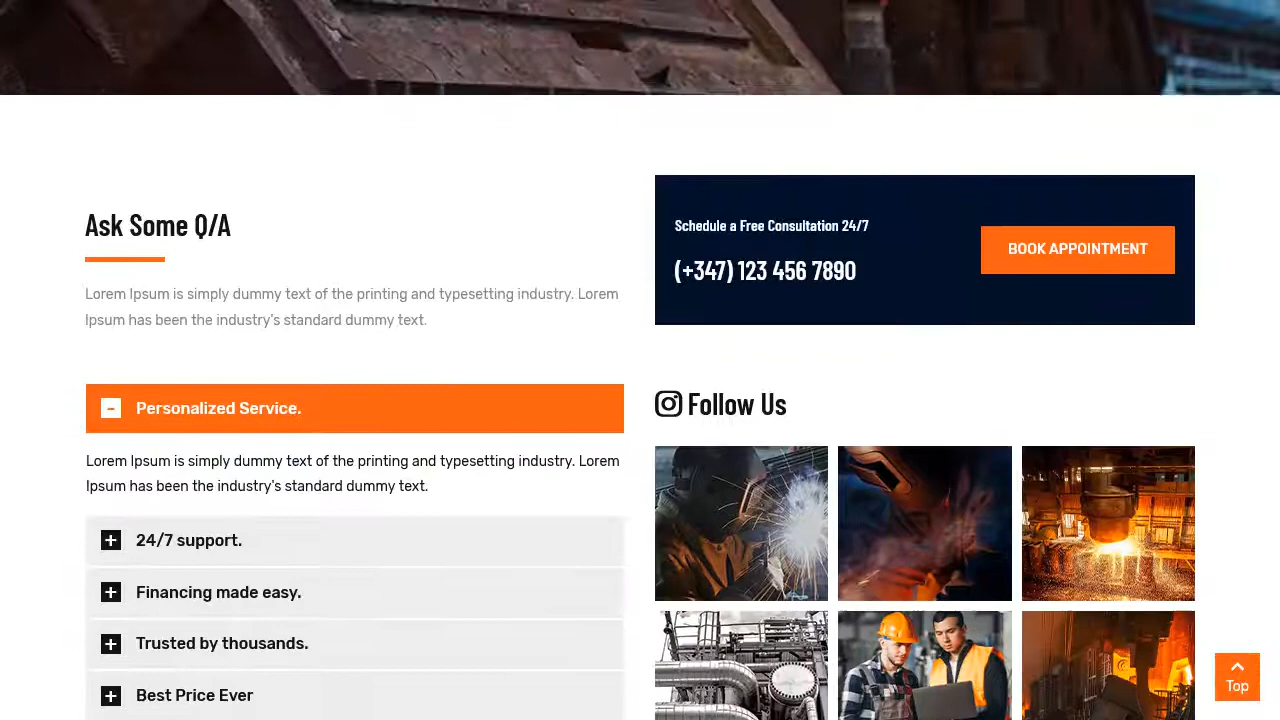 Ask Some Q/A
Lorem Ipsum is simply dummy text of the printing and typesetting industry. Lorem
Ipsum has been the industry's standard dummy text.
Personalized Service.
Lorem Ipsum is simply dummy text of the printing and typesetting industry. Lorem
Ipsum has been the industry's standard dummy text.
24/7 support.
Financing made easy.
Trusted by thousands.
Best Price Ever
Schedule a Free Consultation 24/7
(+347) 123 456 7890
BOOK APPOINTMENT
Follow Us
Top